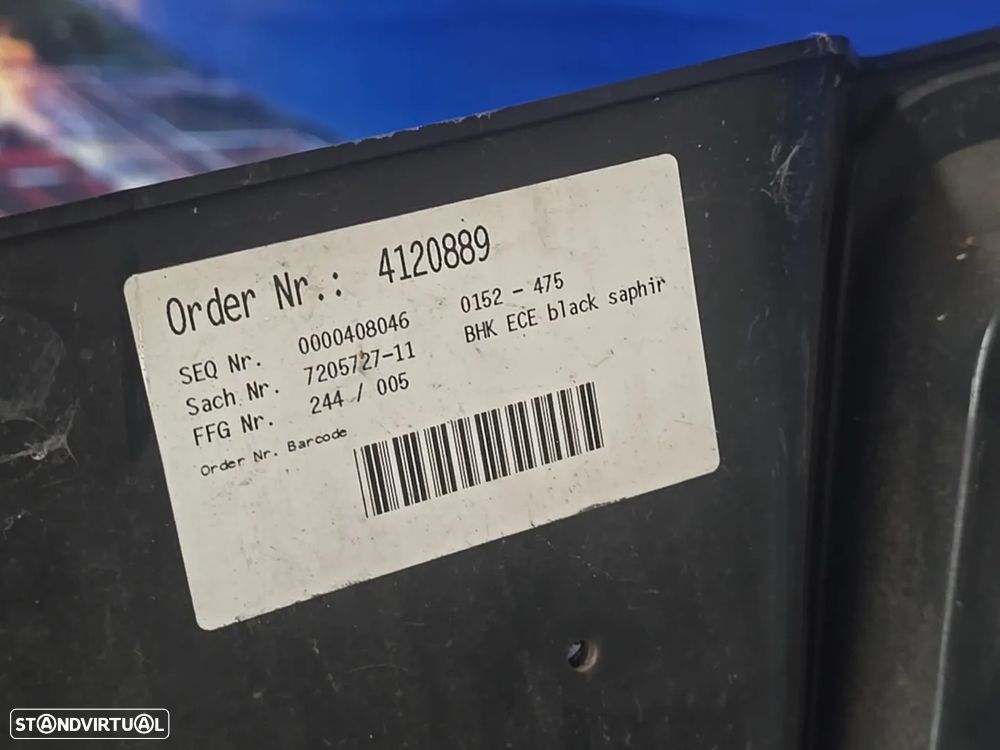 Order Nr.: 4120889
SEQ Nr. 0000408046 0152 - 475
Sach Nr. 7205727-11 BHK ECE black saphir
FFG Nr. 244 / 005
Order Nr. Barcode
STANDVIRTUAL